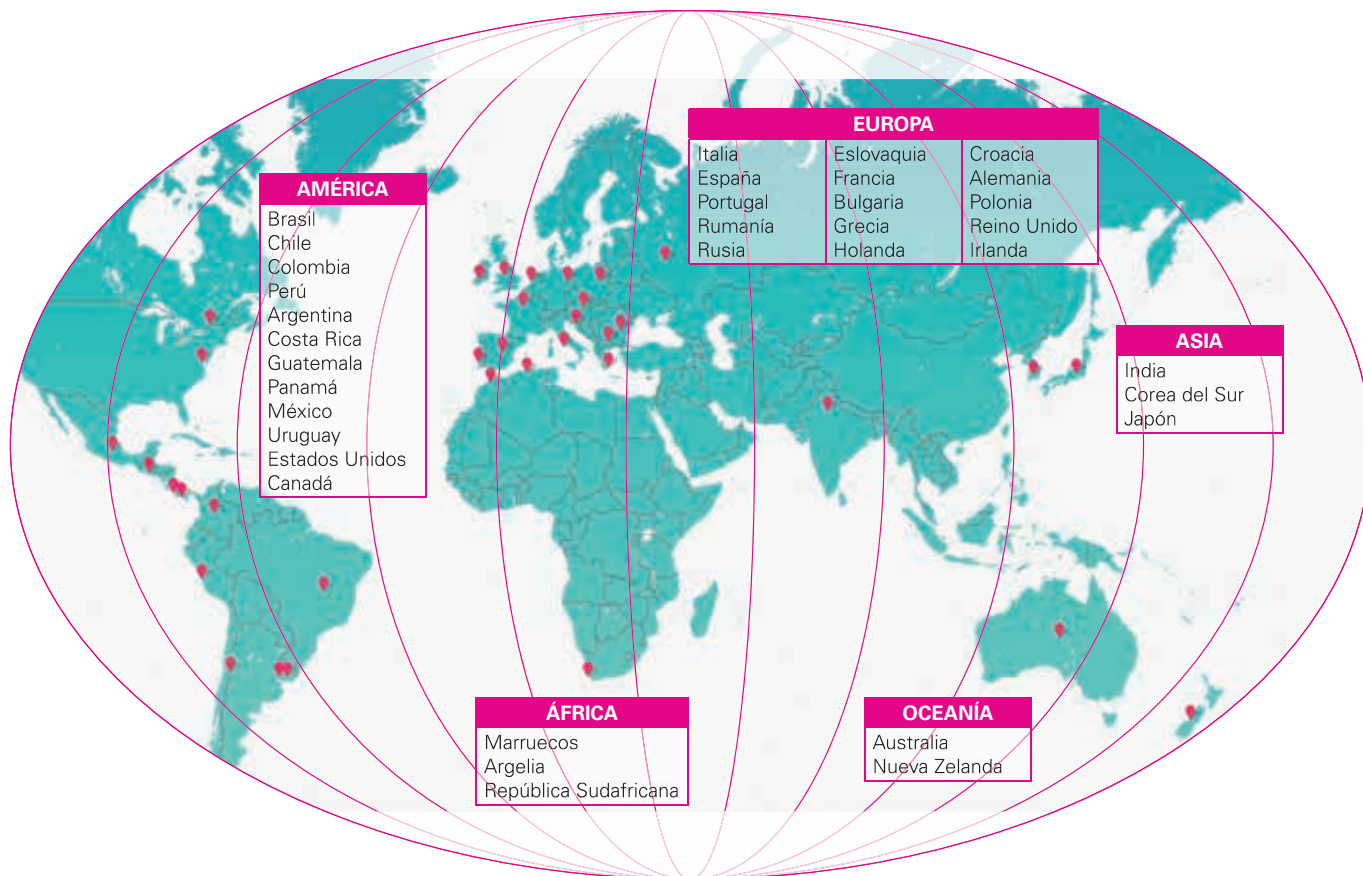 EUROPA
Italia
España
Portugal
Rumanía
Rusia
Eslovaquia
Francia
Bulgaria
Grecia
Holanda
Croacia
Alemania
Polonia
Reino Unido
Irlanda
AMÉRICA
Brasil
Chile
Colombia
Perú
Argentina
Costa Rica
Guatemala
Panamá
México
Uruguay
Estados Unidos
Canadá
ASIA
India
Corea del Sur
Japón
ÁFRICA
Marruecos
Argelia
República Sudafricana
OCEANÍA
Australia
Nueva Zelanda